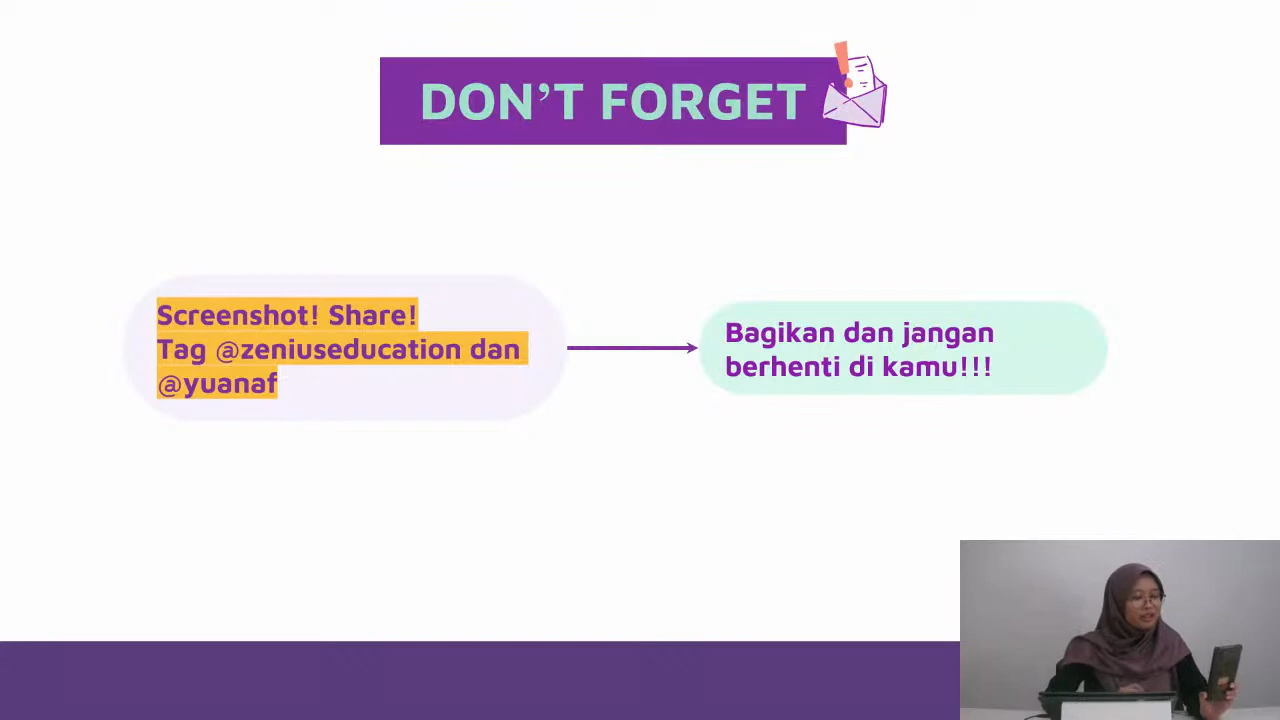 DON'T FORGET
Screenshot! Share!
Tag @zeniuseducation dan
@yuanaf
Bagikan dan jangan
berhenti di kamu!!!